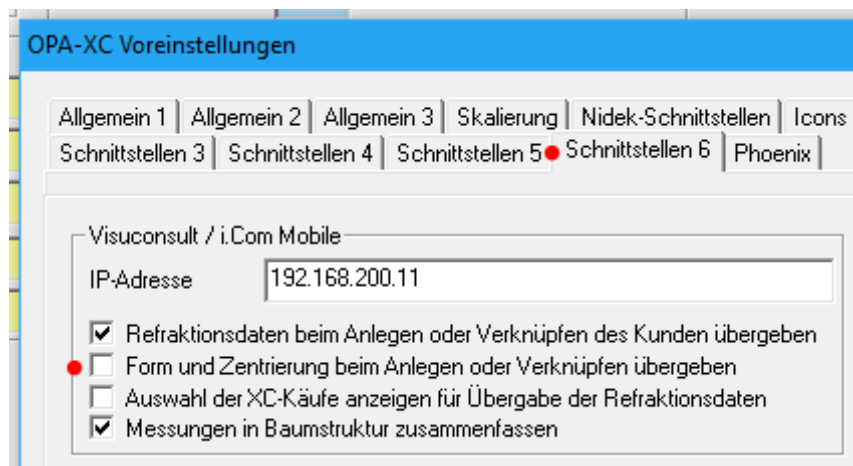 OPA-XC Voreinstellungen
Allgemein 1 Allgemein 2 Allgemein 3 Skalierung Nidek-Schnittstellen Icons
Schnittstellen 3 Schnittstellen 4 Schnittstellen 5 Schnittstellen 6 Phoenix
Visuconsult / i.Com Mobile
IP-Adresse 192.168.200.11
Refraktionsdaten beim Anlegen oder Verknüpfen des Kunden übergeben
Form und Zentrierung beim Anlegen oder Verknüpfen übergeben
Auswahl der XC-Käufe anzeigen für Übergabe der Refraktionsdaten
Messungen in Baumstruktur zusammenfassen